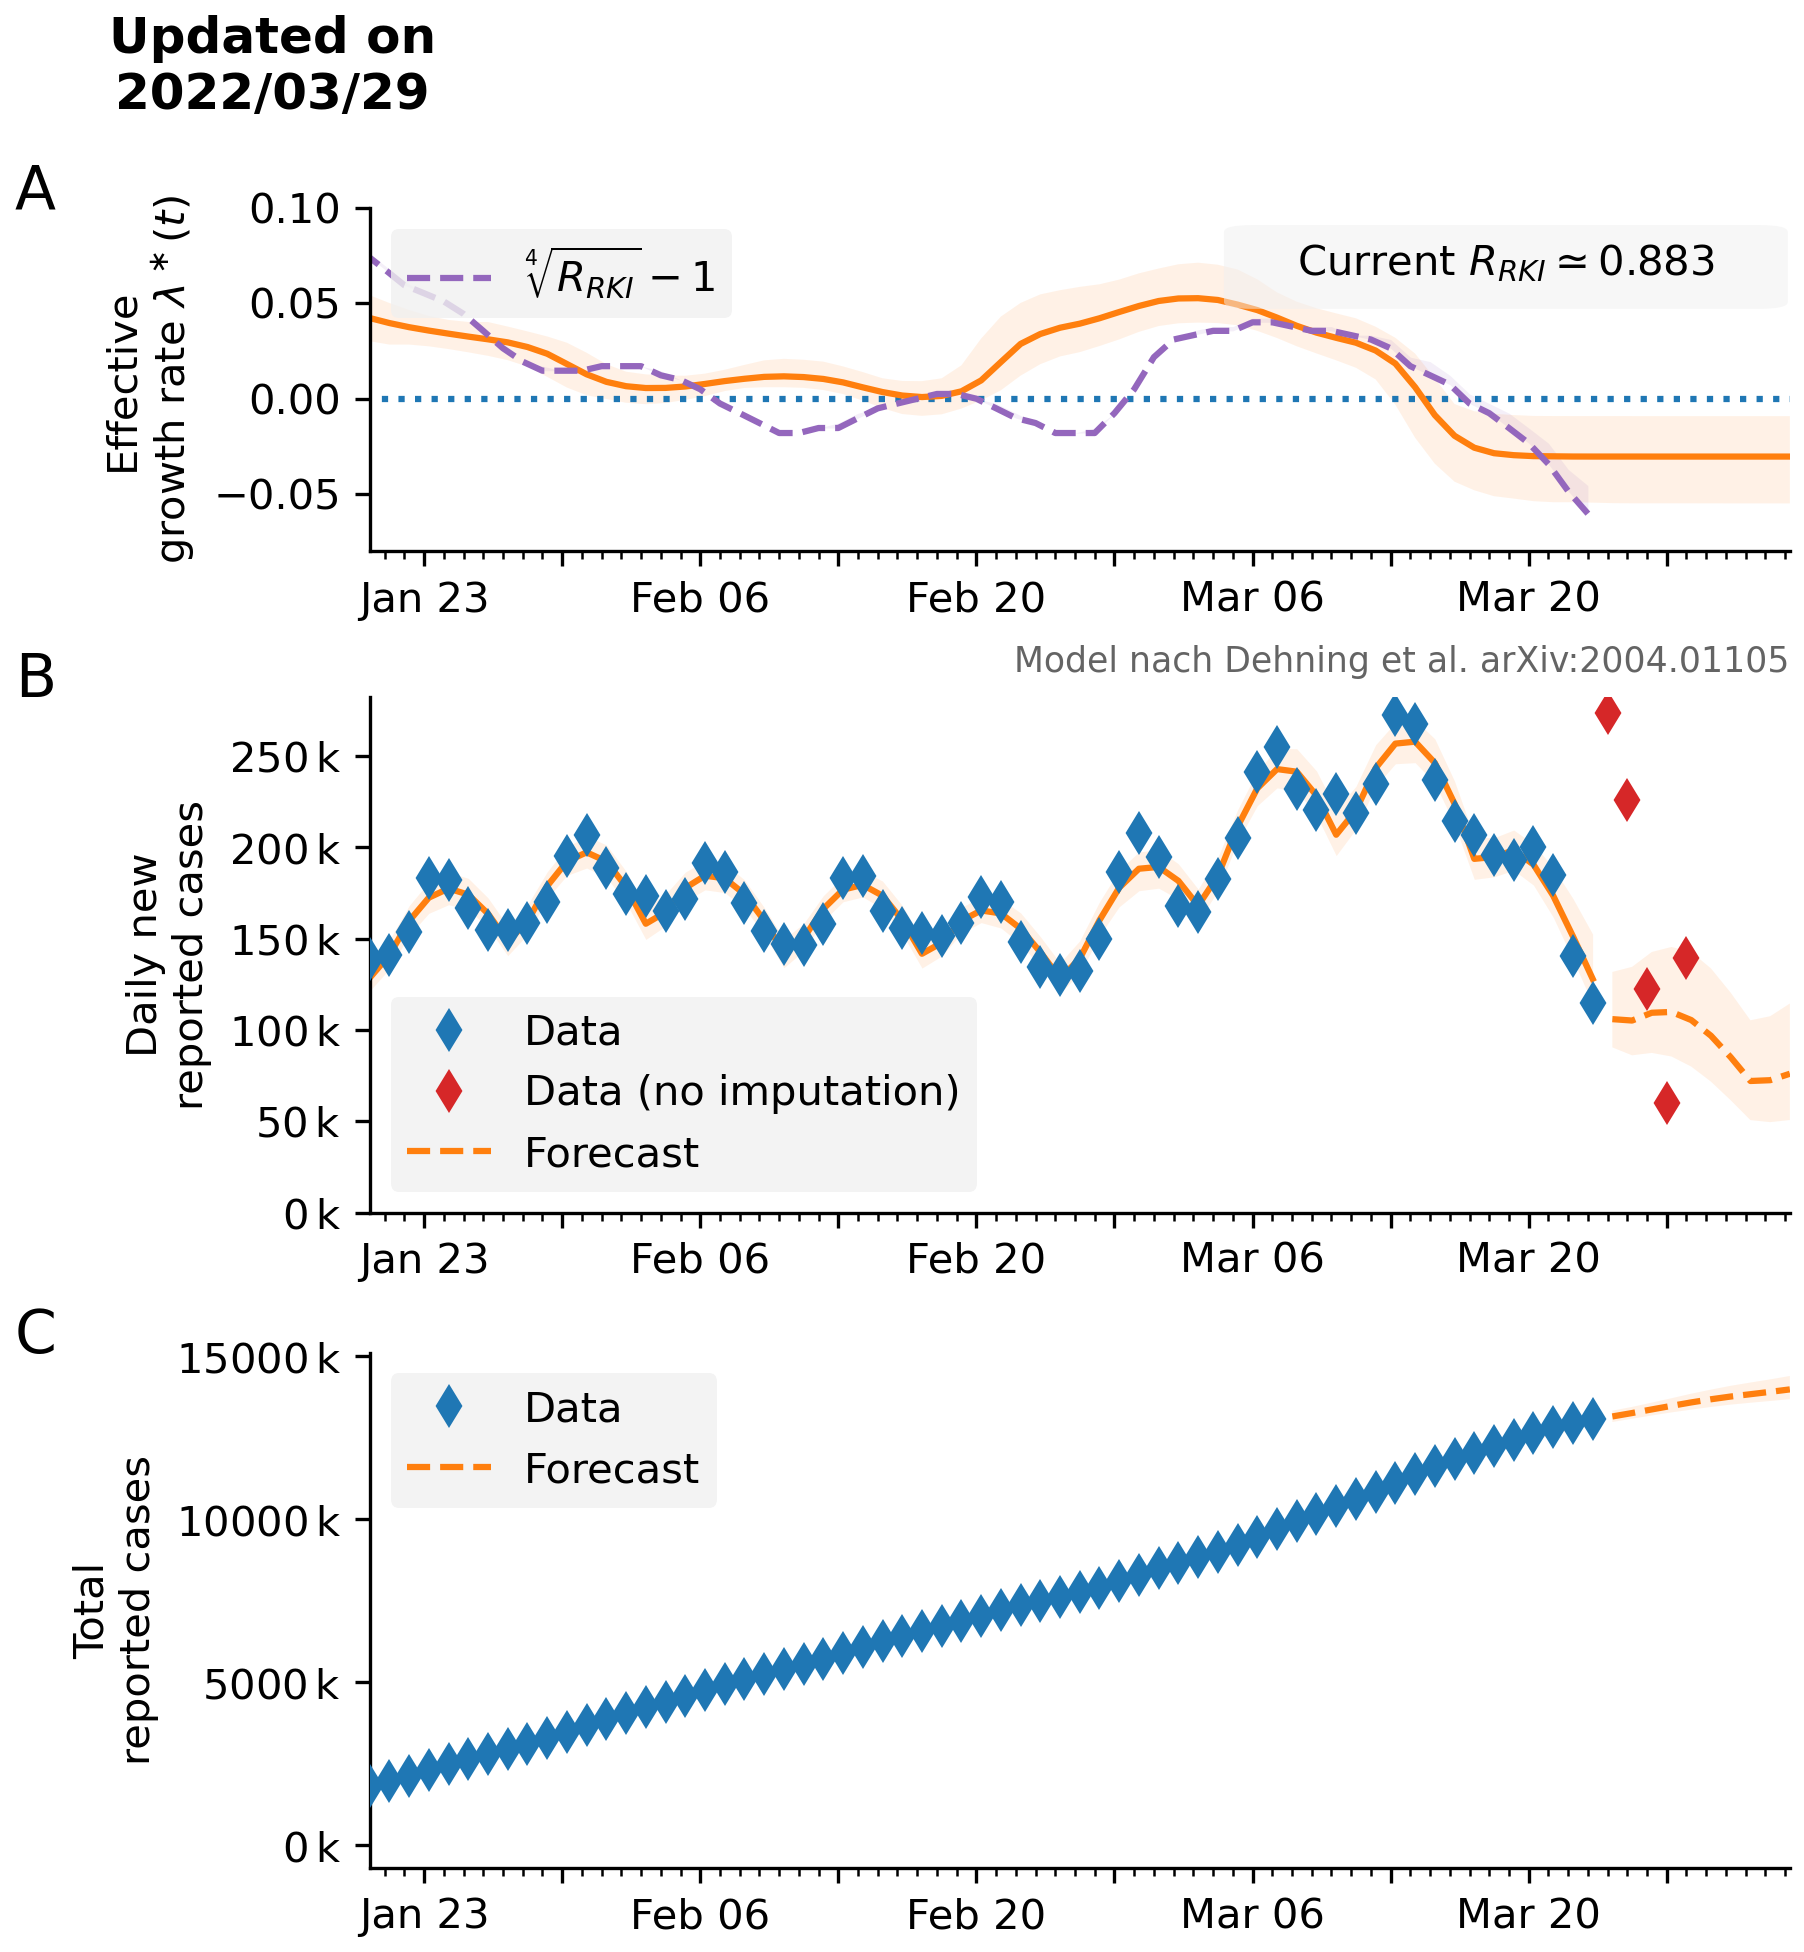 Updated on
2022/03/29
A
Effective
growth rate λ * (t)
0.10
0.05
0.00
−0.05
∜R_RKI − 1
Current R_RKI ≃ 0.883
Jan 23 Feb 06 Feb 20 Mar 06 Mar 20
Model nach Dehning et al. arXiv:2004.01105
B
Daily new
reported cases
250 k
200 k
150 k
100 k
50 k
0 k
Data
Data (no imputation)
Forecast
Jan 23 Feb 06 Feb 20 Mar 06 Mar 20
C
Total
reported cases
15000 k
10000 k
5000 k
0 k
Data
Forecast
Jan 23 Feb 06 Feb 20 Mar 06 Mar 20